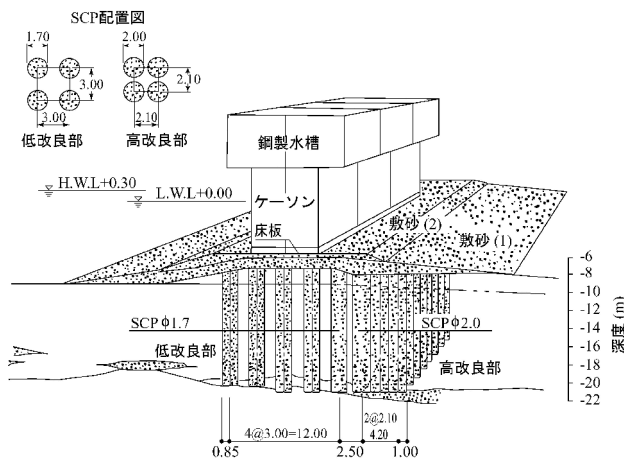 SCP配置図
1.70
2.00
3.00
2.10
3.00
2.10
低改良部
高改良部
鋼製水槽
H.W.L+0.30
L.W.L+0.00
ケーソン
床板
敷砂(2)
敷砂(1)
-6
-8
-10
-12
-14
-16
-18
-20
-22
深度(m)
SCPφ1.7
SCPφ2.0
低改良部
高改良部
2@2.10
4@3.00=12.00
4.20
0.85
2.50
1.00